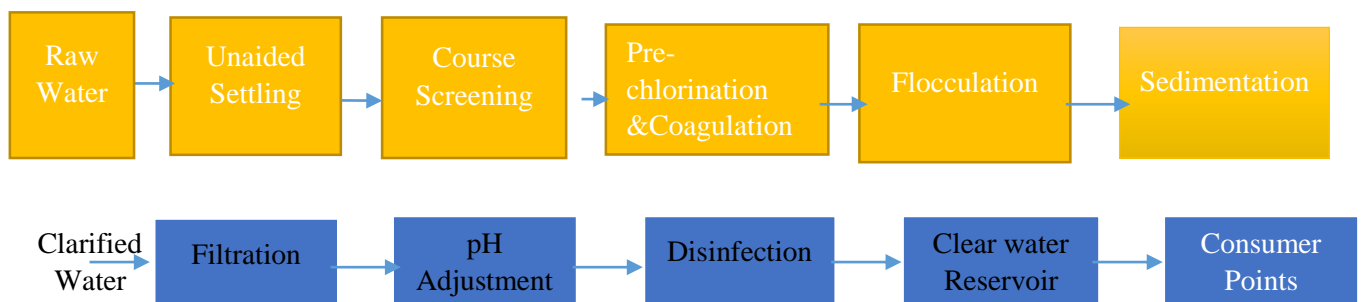 Raw
Water
Unaided
Settling
Course
Screening
Pre-
chlorination
&Coagulation
Flocculation
Sedimentation
Clarified
Water
Filtration
pH
Adjustment
Disinfection
Clear water
Reservoir
Consumer
Points